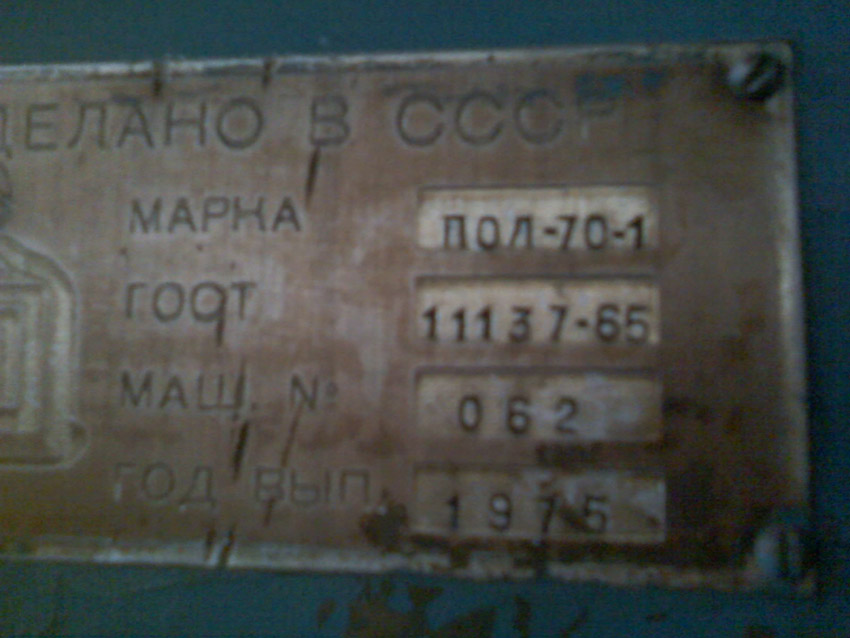 ДЕЛАНО В СССР
МАРКА ПОЛ-70-1
ГОСТ 11137-65
МАШ. № 062
ГОД ВЫП. 1975